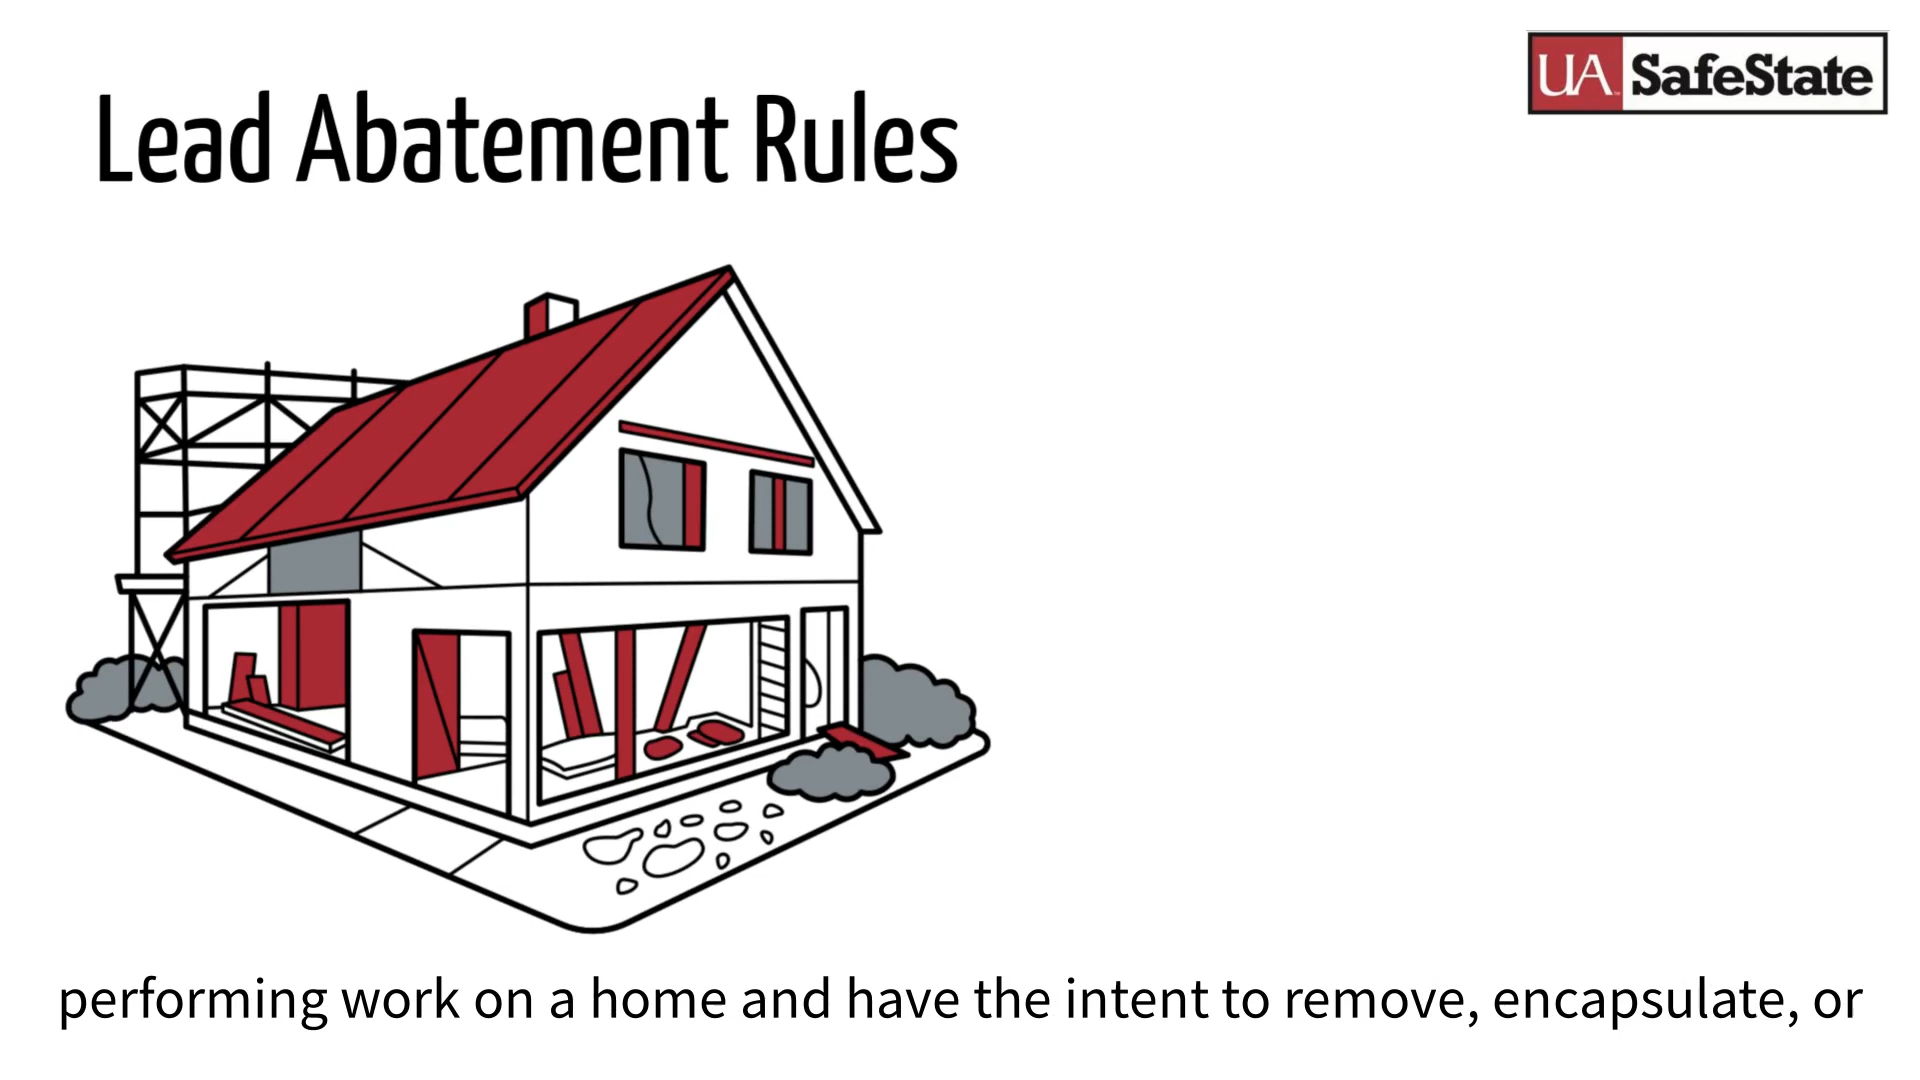 UA SafeState
Lead Abatement Rules
performing work on a home and have the intent to remove, encapsulate, or